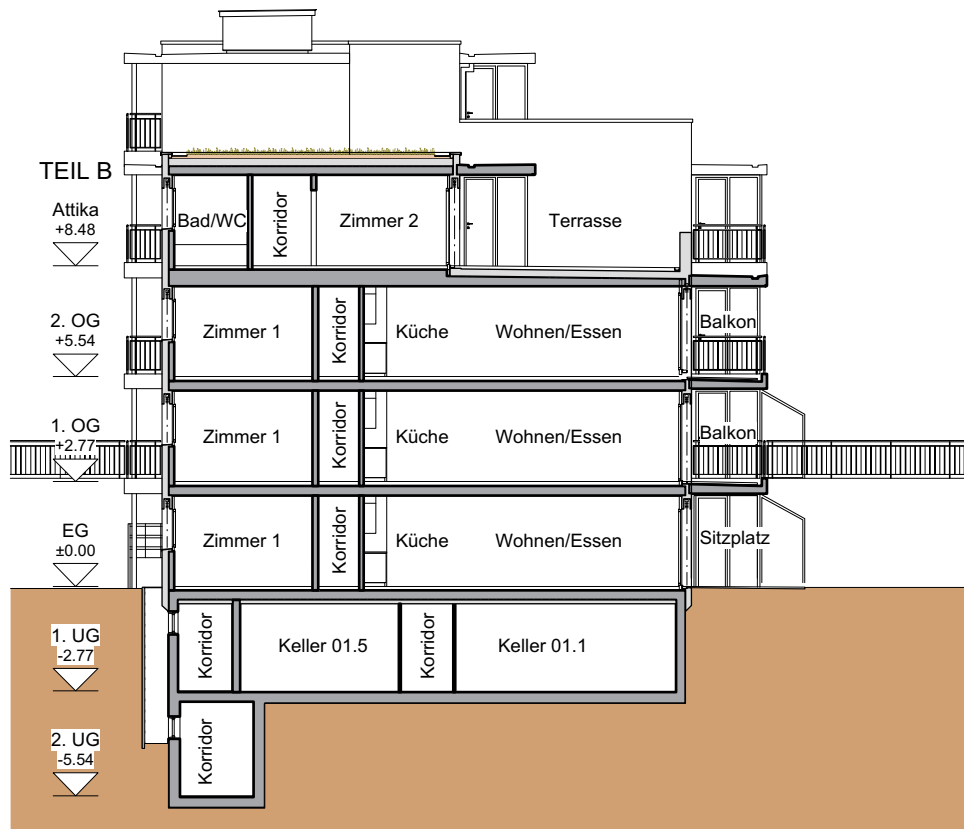 TEIL B
Attika
+8.48
Bad/WC
Korridor
Zimmer 2
Terrasse
2. OG
+5.54
Zimmer 1
Korridor
Küche
Wohnen/Essen
Balkon
1. OG
+2.77
Zimmer 1
Korridor
Küche
Wohnen/Essen
Balkon
EG
±0.00
Zimmer 1
Korridor
Küche
Wohnen/Essen
Sitzplatz
1. UG
-2.77
Korridor
Keller 01.5
Korridor
Keller 01.1
2. UG
-5.54
Korridor